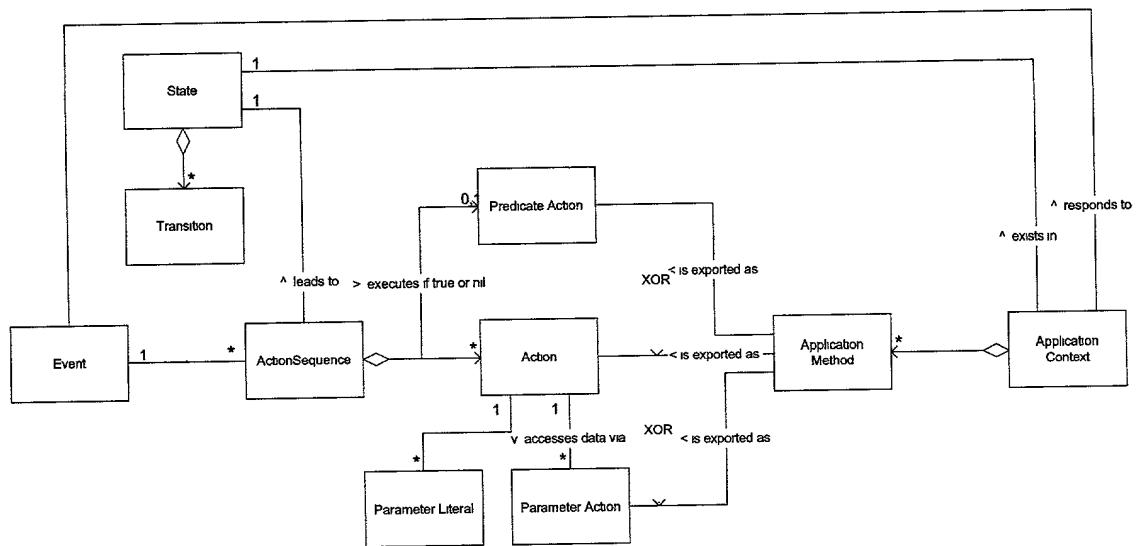 1
State
1
*
Transition
0..1
Predicate Action
^ responds to
^ exists in
< is exported as
XOR
^ leads to
> executes if true or nil
Event
1
*
ActionSequence
*
Action
< is exported as
Application
Method
*
Application
Context
1
1
XOR
< is exported as
v accesses data via
*
*
Parameter Literal
Parameter Action